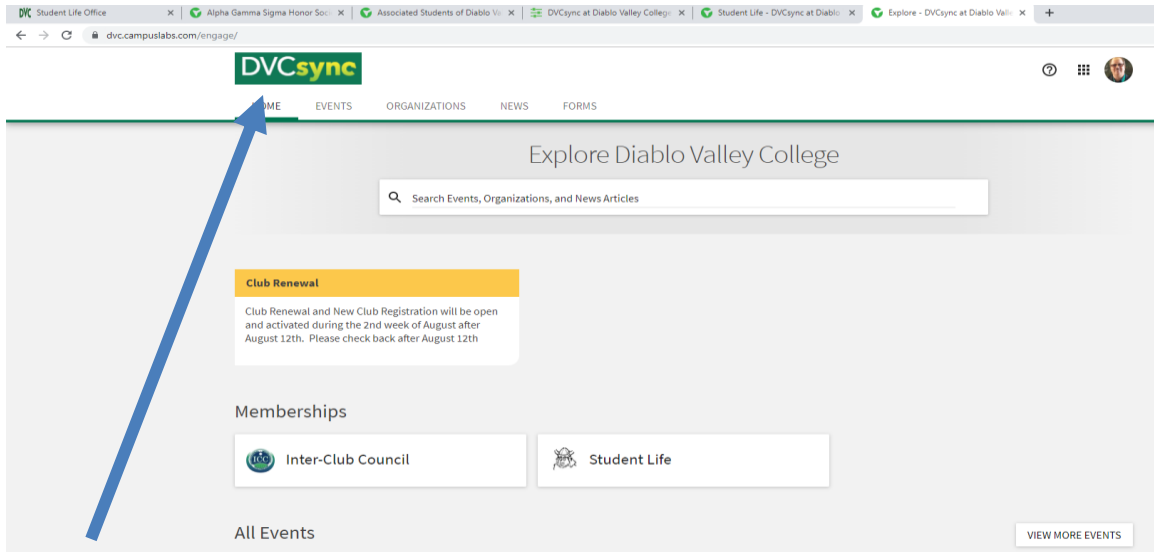 DVC Student Life Office
Alpha Gamma Sigma Honor Soci
Associated Students of Diablo Va
DVCsync at Diablo Valley College
Student Life - DVCsync at Diablo
Explore - DVCsync at Diablo Valle
dvc.campuslabs.com/engage/
DVCsync
EVENTS ORGANIZATIONS NEWS FORMS
Explore Diablo Valley College
Search Events, Organizations, and News Articles
Club Renewal
Club Renewal and New Club Registration will be open
and activated during the 2nd week of August after
August 12th. Please check back after August 12th
Memberships
ICC Inter-Club Council
Student Life
All Events
VIEW MORE EVENTS